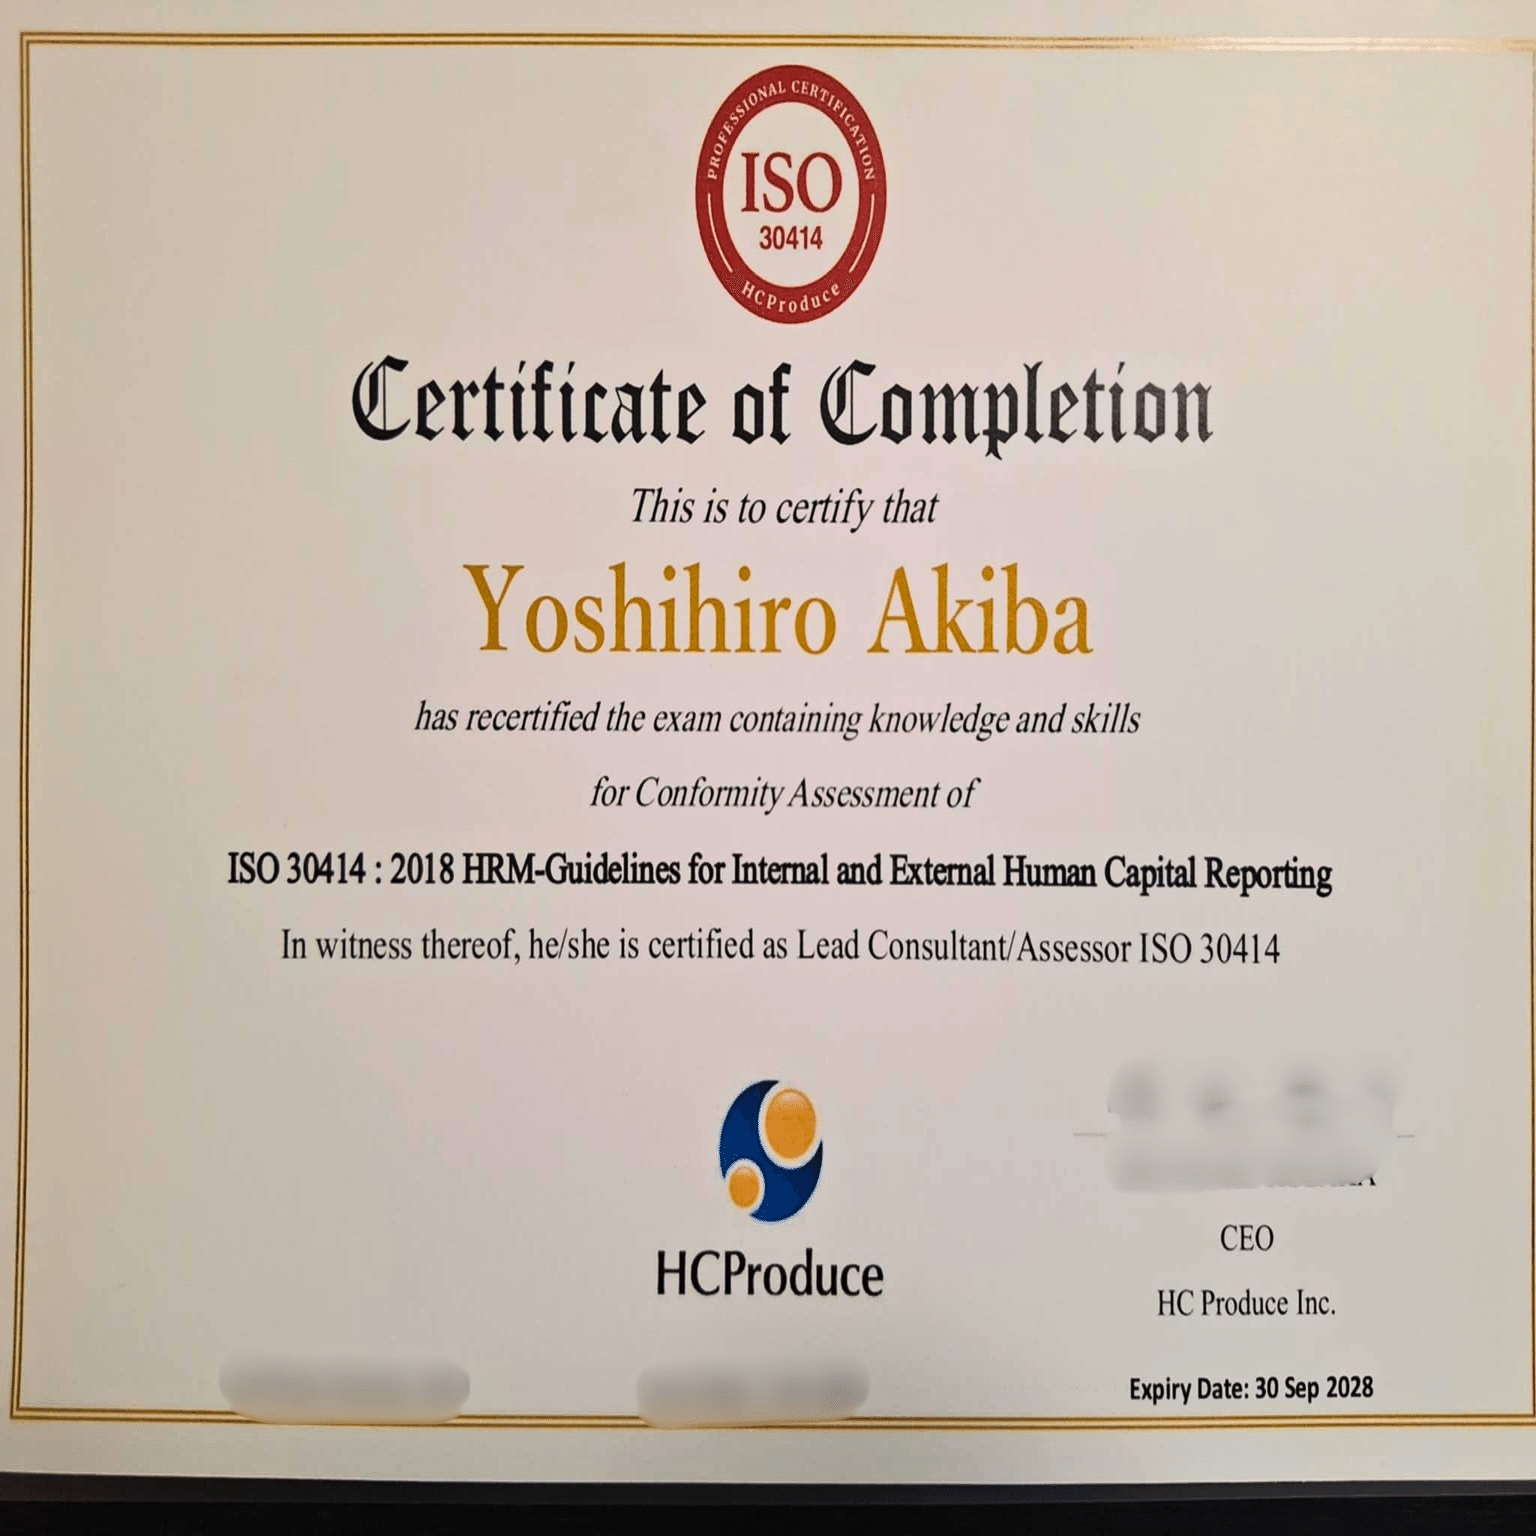 PROFESSIONAL CERTIFICATION
ISO
30414
HCProduce
Certificate of Completion
This is to certify that
Yoshihiro Akiba
has recertified the exam containing knowledge and skills
for Conformity Assessment of
ISO 30414 : 2018 HRM-Guidelines for Internal and External Human Capital Reporting
In witness thereof, he/she is certified as Lead Consultant/Assessor ISO 30414
HCProduce
CEO
HC Produce Inc.
Expiry Date: 30 Sep 2028